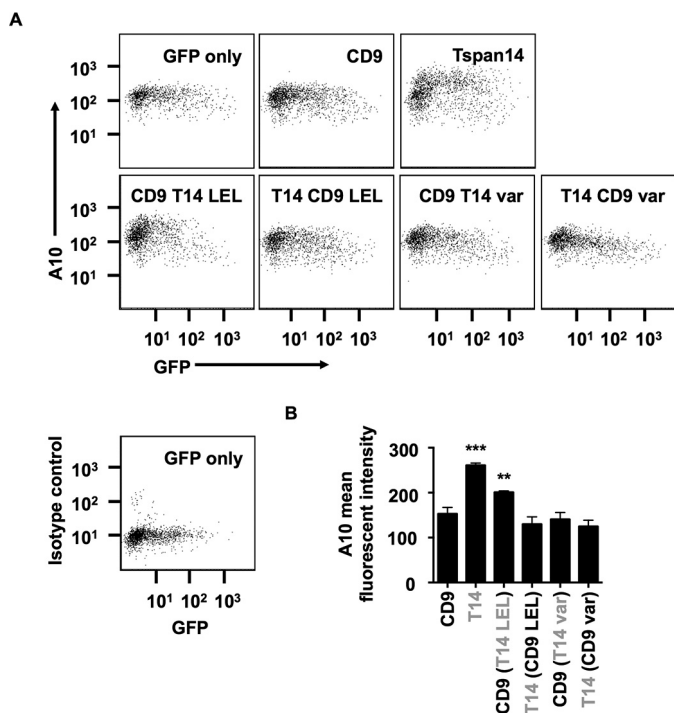 A
GFP only CD9 Tspan14
10³
10²
10¹
CD9 T14 LEL T14 CD9 LEL CD9 T14 var T14 CD9 var
10³
10²
10¹
A10
10¹ 10² 10³ 10¹ 10² 10³ 10¹ 10² 10³ 10¹ 10² 10³
GFP
GFP only
Isotype control
10³
10²
10¹
10¹ 10² 10³
GFP
B
A10 mean
fluorescent intensity
300
200
100
0
***
**
CD9
T14
CD9 (T14 LEL)
T14 (CD9 LEL)
CD9 (T14 var)
T14 (CD9 var)